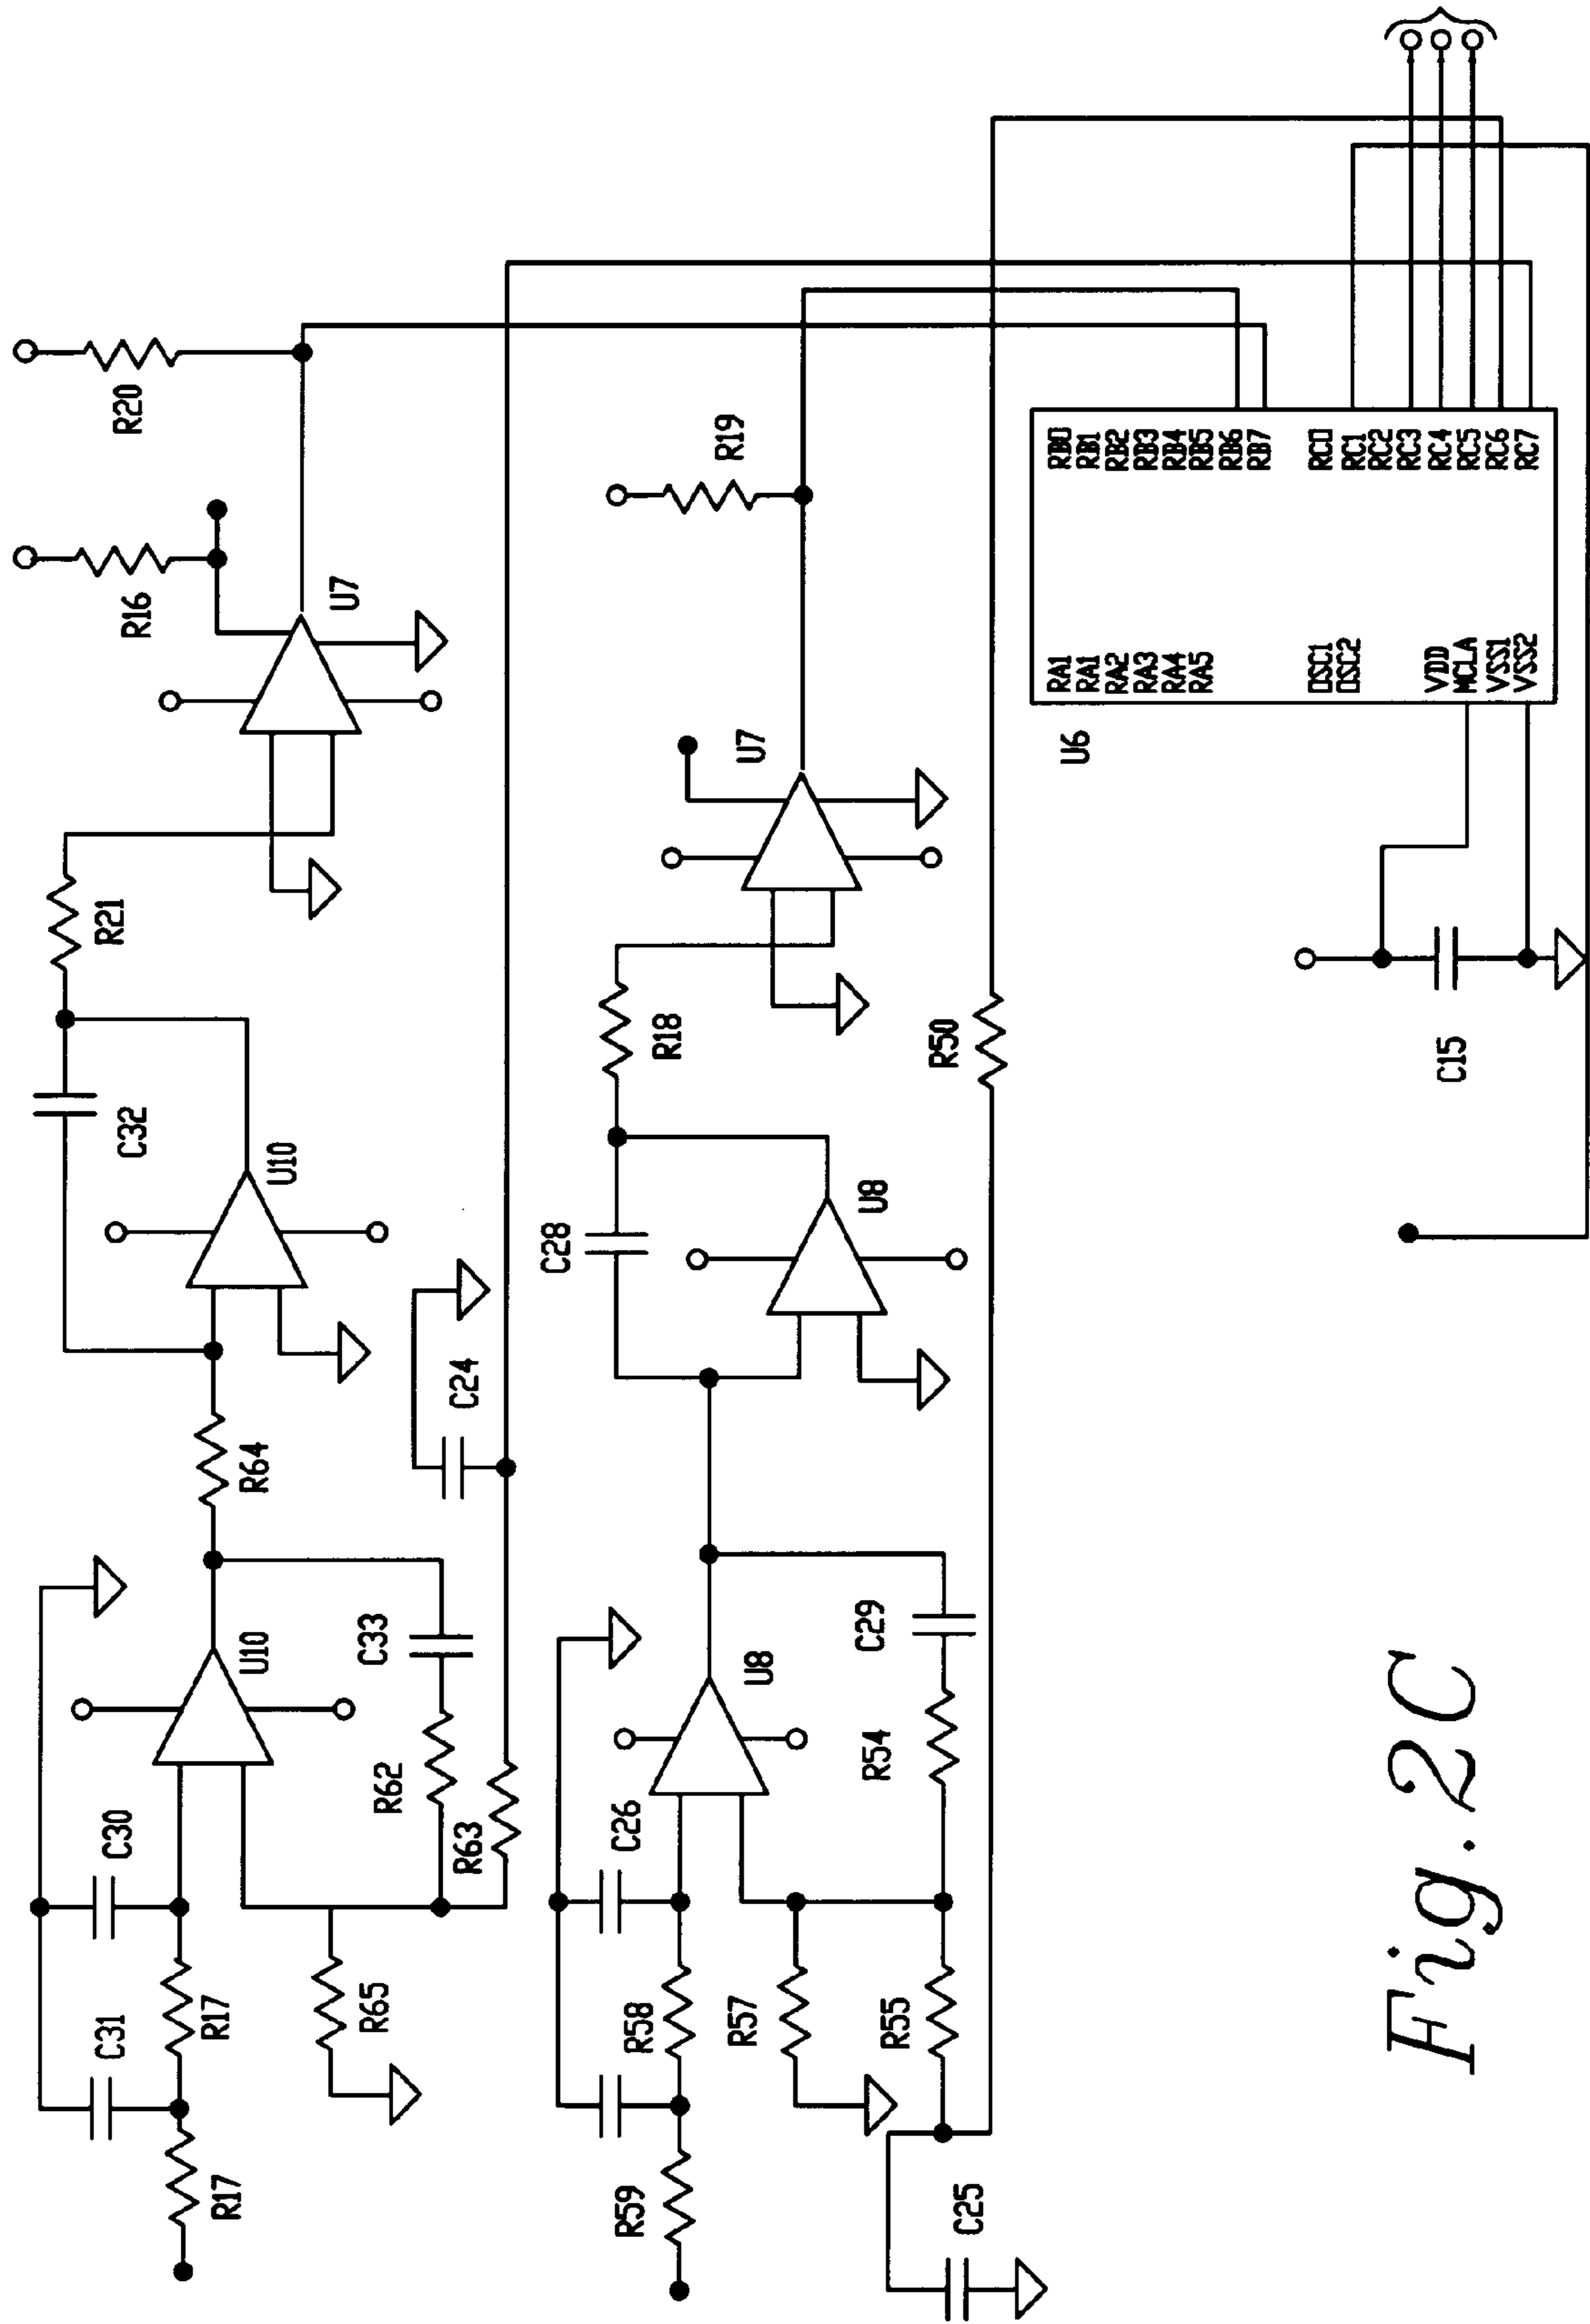 R20
R16
U7
R21
C32
U10
R64
C24
U10
C33
R62
R63
C30
C31
R17
R17
R65
R19
U7
R18
C28
U8
R50
U8
C29
R54
C26
R58
R57
R55
R59
C25
U6
RA1
RA1
RA2
RA3
RA4
RA5
OSC1
OSC2
VDD
MCLA
VSS1
VSS2
RB0
RB1
RB2
RB3
RB4
RB5
RB6
RB7
RC0
RC1
RC2
RC3
RC4
RC5
RC6
RC7
C15
Fig. 2C